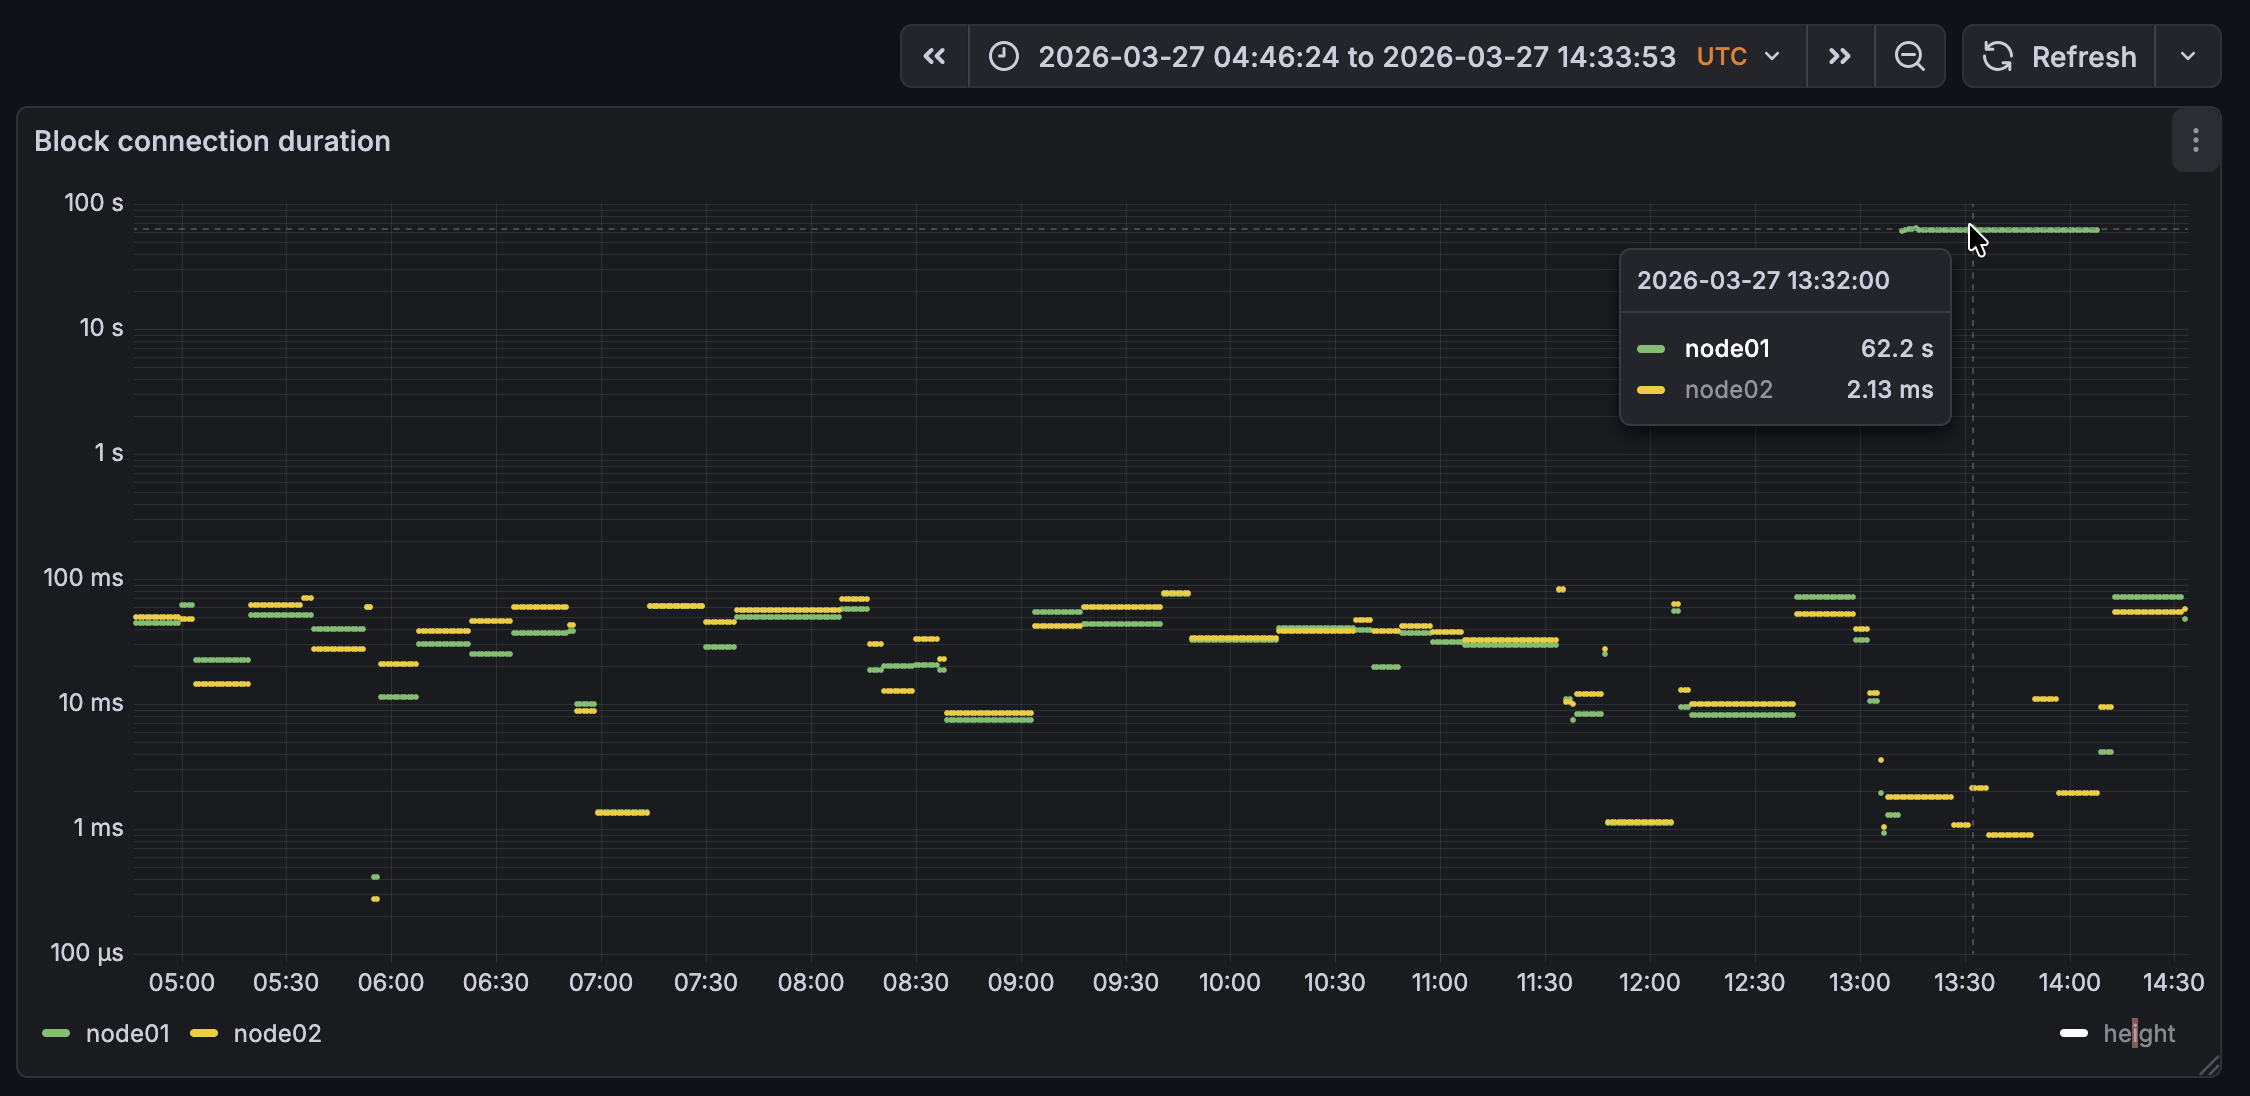 2026-03-27 04:46:24 to 2026-03-27 14:33:53 UTC
Refresh
Block connection duration
100 s
10 s
1 s
100 ms
10 ms
1 ms
100 µs
2026-03-27 13:32:00
node01 62.2 s
node02 2.13 ms
05:00 05:30 06:00 06:30 07:00 07:30 08:00 08:30 09:00 09:30 10:00 10:30 11:00 11:30 12:00 12:30 13:00 13:30 14:00 14:30
node01 node02 height